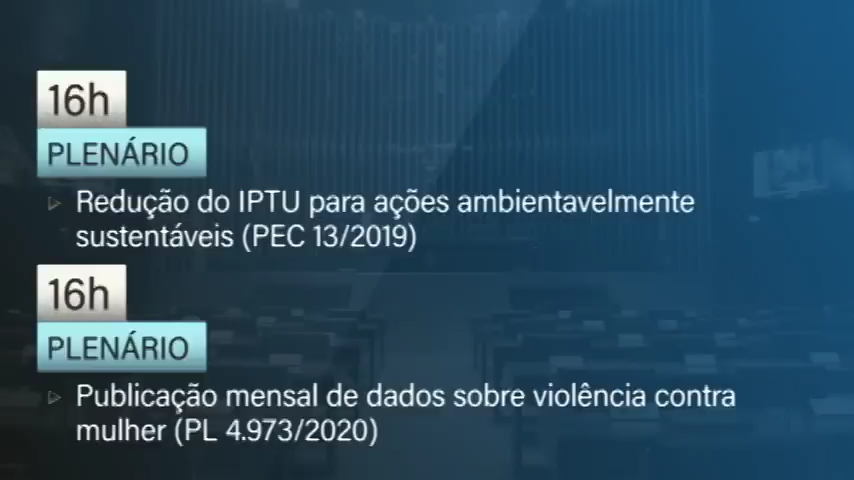 16h
PLENÁRIO
Redução do IPTU para ações ambientavelmente
sustentáveis (PEC 13/2019)
16h
PLENÁRIO
Publicação mensal de dados sobre violência contra
mulher (PL 4.973/2020)